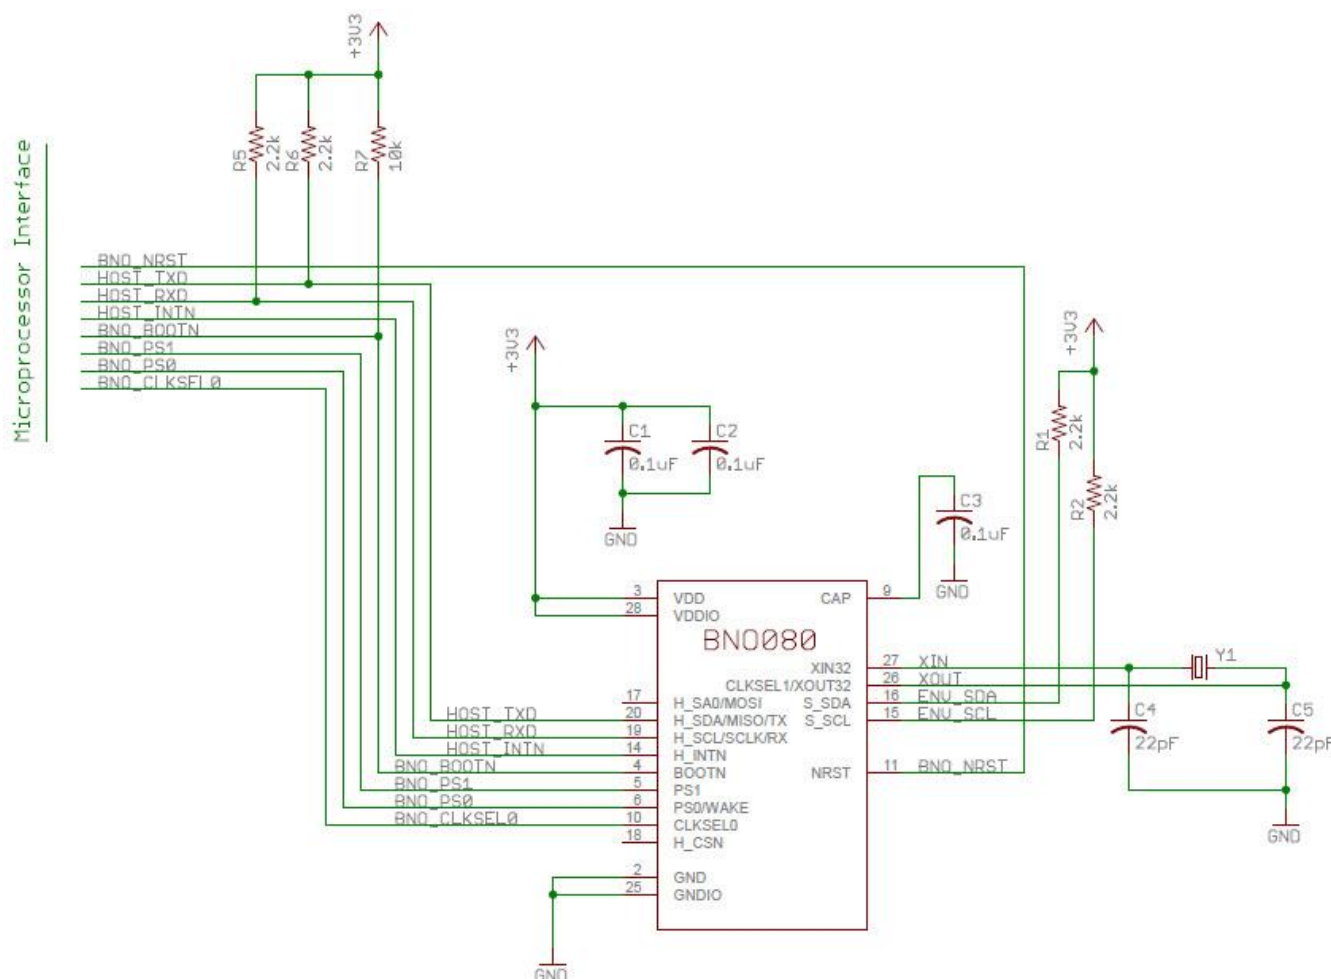 +3V3
R5
2.2k
R6
2.2k
R7
10k
Microprocessor Interface
BNO_NRST
HOST_TXD
HOST_RXD
HOST_INTN
BNO_BOOTN
BNO_PS1
BNO_PS0
BNO_CLKSEL0
+3V3
C1
0.1uF
C2
0.1uF
GND
+3V3
R1
2.2k
R2
2.2k
C3
0.1uF
GND
3 VDD
28 VDDIO
CAP 9
BNO080
XIN32 27 XIN
CLKSEL1/XOUT32 26 XOUT
Y1
17 H_SA0/MOSI
S_SDA 16 ENV_SDA
HOST_TXD 20 H_SDA/MISO/TX
S_SCL 15 ENV_SCL
C4
22pF
C5
22pF
HOST_RXD 19 H_SCL/SCLK/RX
HOST_INTN 14 H_INTN
BNO_BOOTN 4 BOOTN
NRST 11 BNO_NRST
BNO_PS1 5 PS1
BNO_PS0 6 PS0/WAKE
BNO_CLKSEL0 10 CLKSEL0
18 H_CSN
GND
2 GND
25 GNDIO
GND